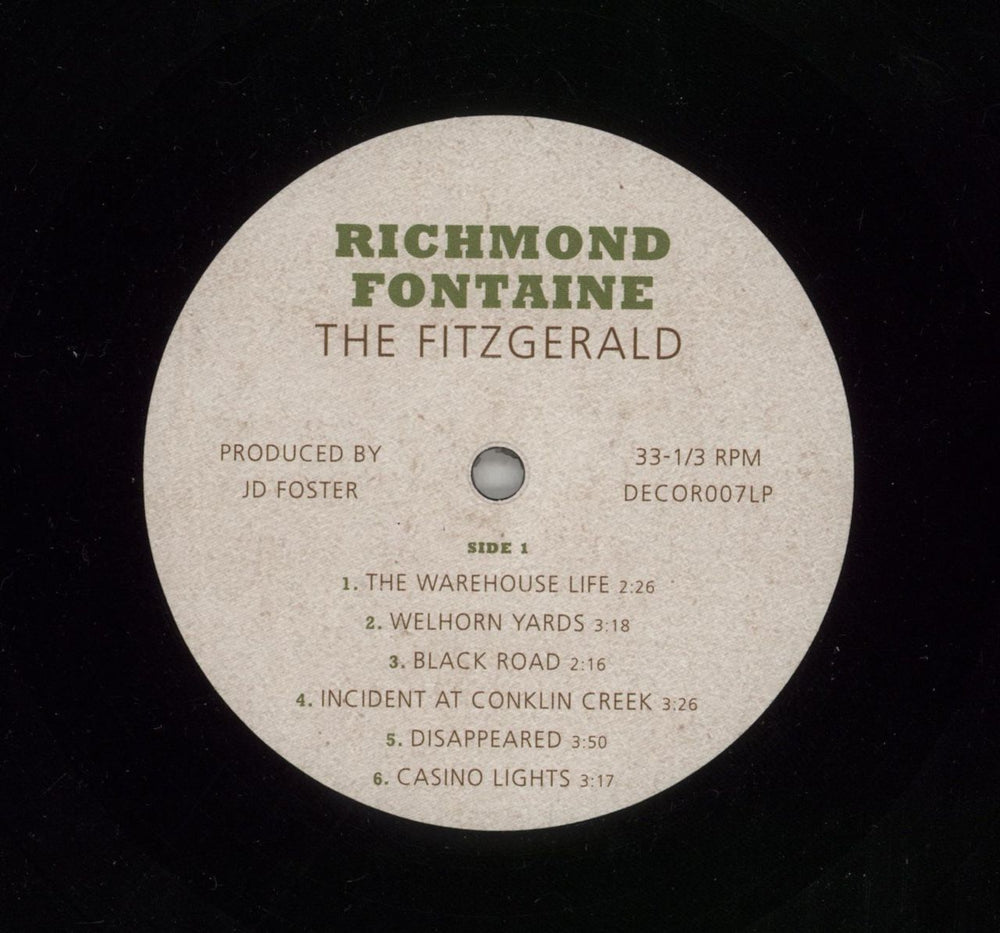 RICHMOND
FONTAINE
THE FITZGERALD
PRODUCED BY
JD FOSTER
33-1/3 RPM
DECOR007LP
SIDE 1
1. THE WAREHOUSE LIFE 2:26
2. WELHORN YARDS 3:18
3. BLACK ROAD 2:16
4. INCIDENT AT CONKLIN CREEK 3:26
5. DISAPPEARED 3:50
6. CASINO LIGHTS 3:17